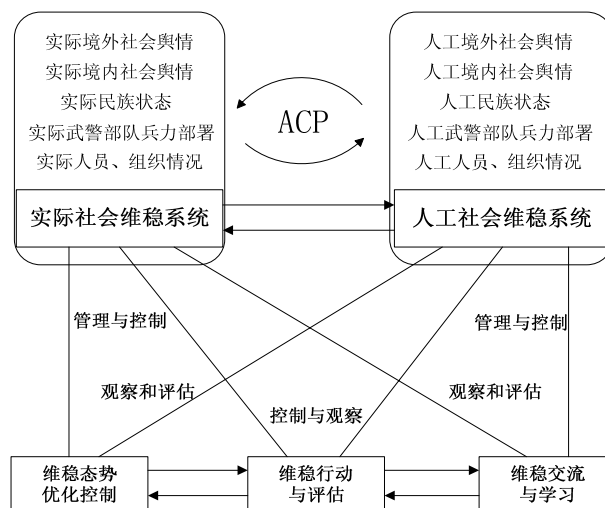 实际境外社会舆情
实际境内社会舆情
实际民族状态
实际武警部队兵力部署
实际人员、组织情况
实际社会维稳系统
ACP
人工境外社会舆情
人工境内社会舆情
人工民族状态
人工武警部队兵力部署
人工人员、组织情况
人工社会维稳系统
管理与控制
管理与控制
观察和评估
观察和评估
控制与观察
维稳态势
优化控制
维稳行动
与评估
维稳交流
与学习